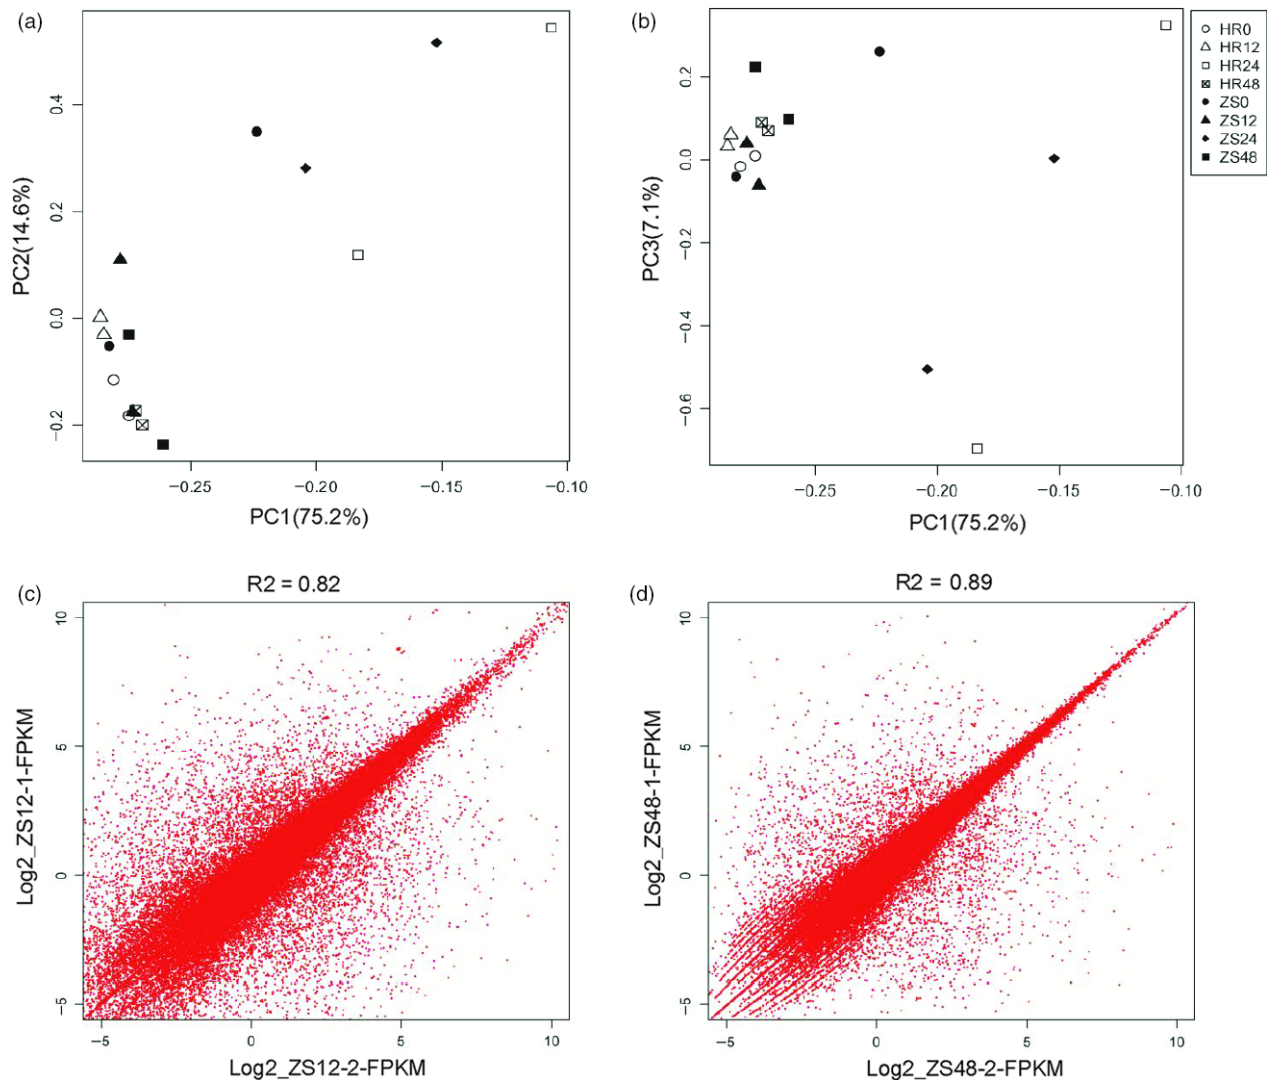 (a)
PC2(14.6%)
0.4
0.2
0.0
−0.2
−0.25
−0.20
−0.15
−0.10
PC1(75.2%)
(b)
PC3(7.1%)
0.2
0.0
−0.2
−0.4
−0.6
−0.25
−0.20
−0.15
−0.10
PC1(75.2%)
HR0
HR12
HR24
HR48
ZS0
ZS12
ZS24
ZS48
(c)
R2 = 0.82
Log2_ZS12-1-FPKM
10
5
0
−5
−5
0
5
10
Log2_ZS12-2-FPKM
(d)
R2 = 0.89
Log2_ZS48-1-FPKM
10
5
0
−5
−5
0
5
10
Log2_ZS48-2-FPKM